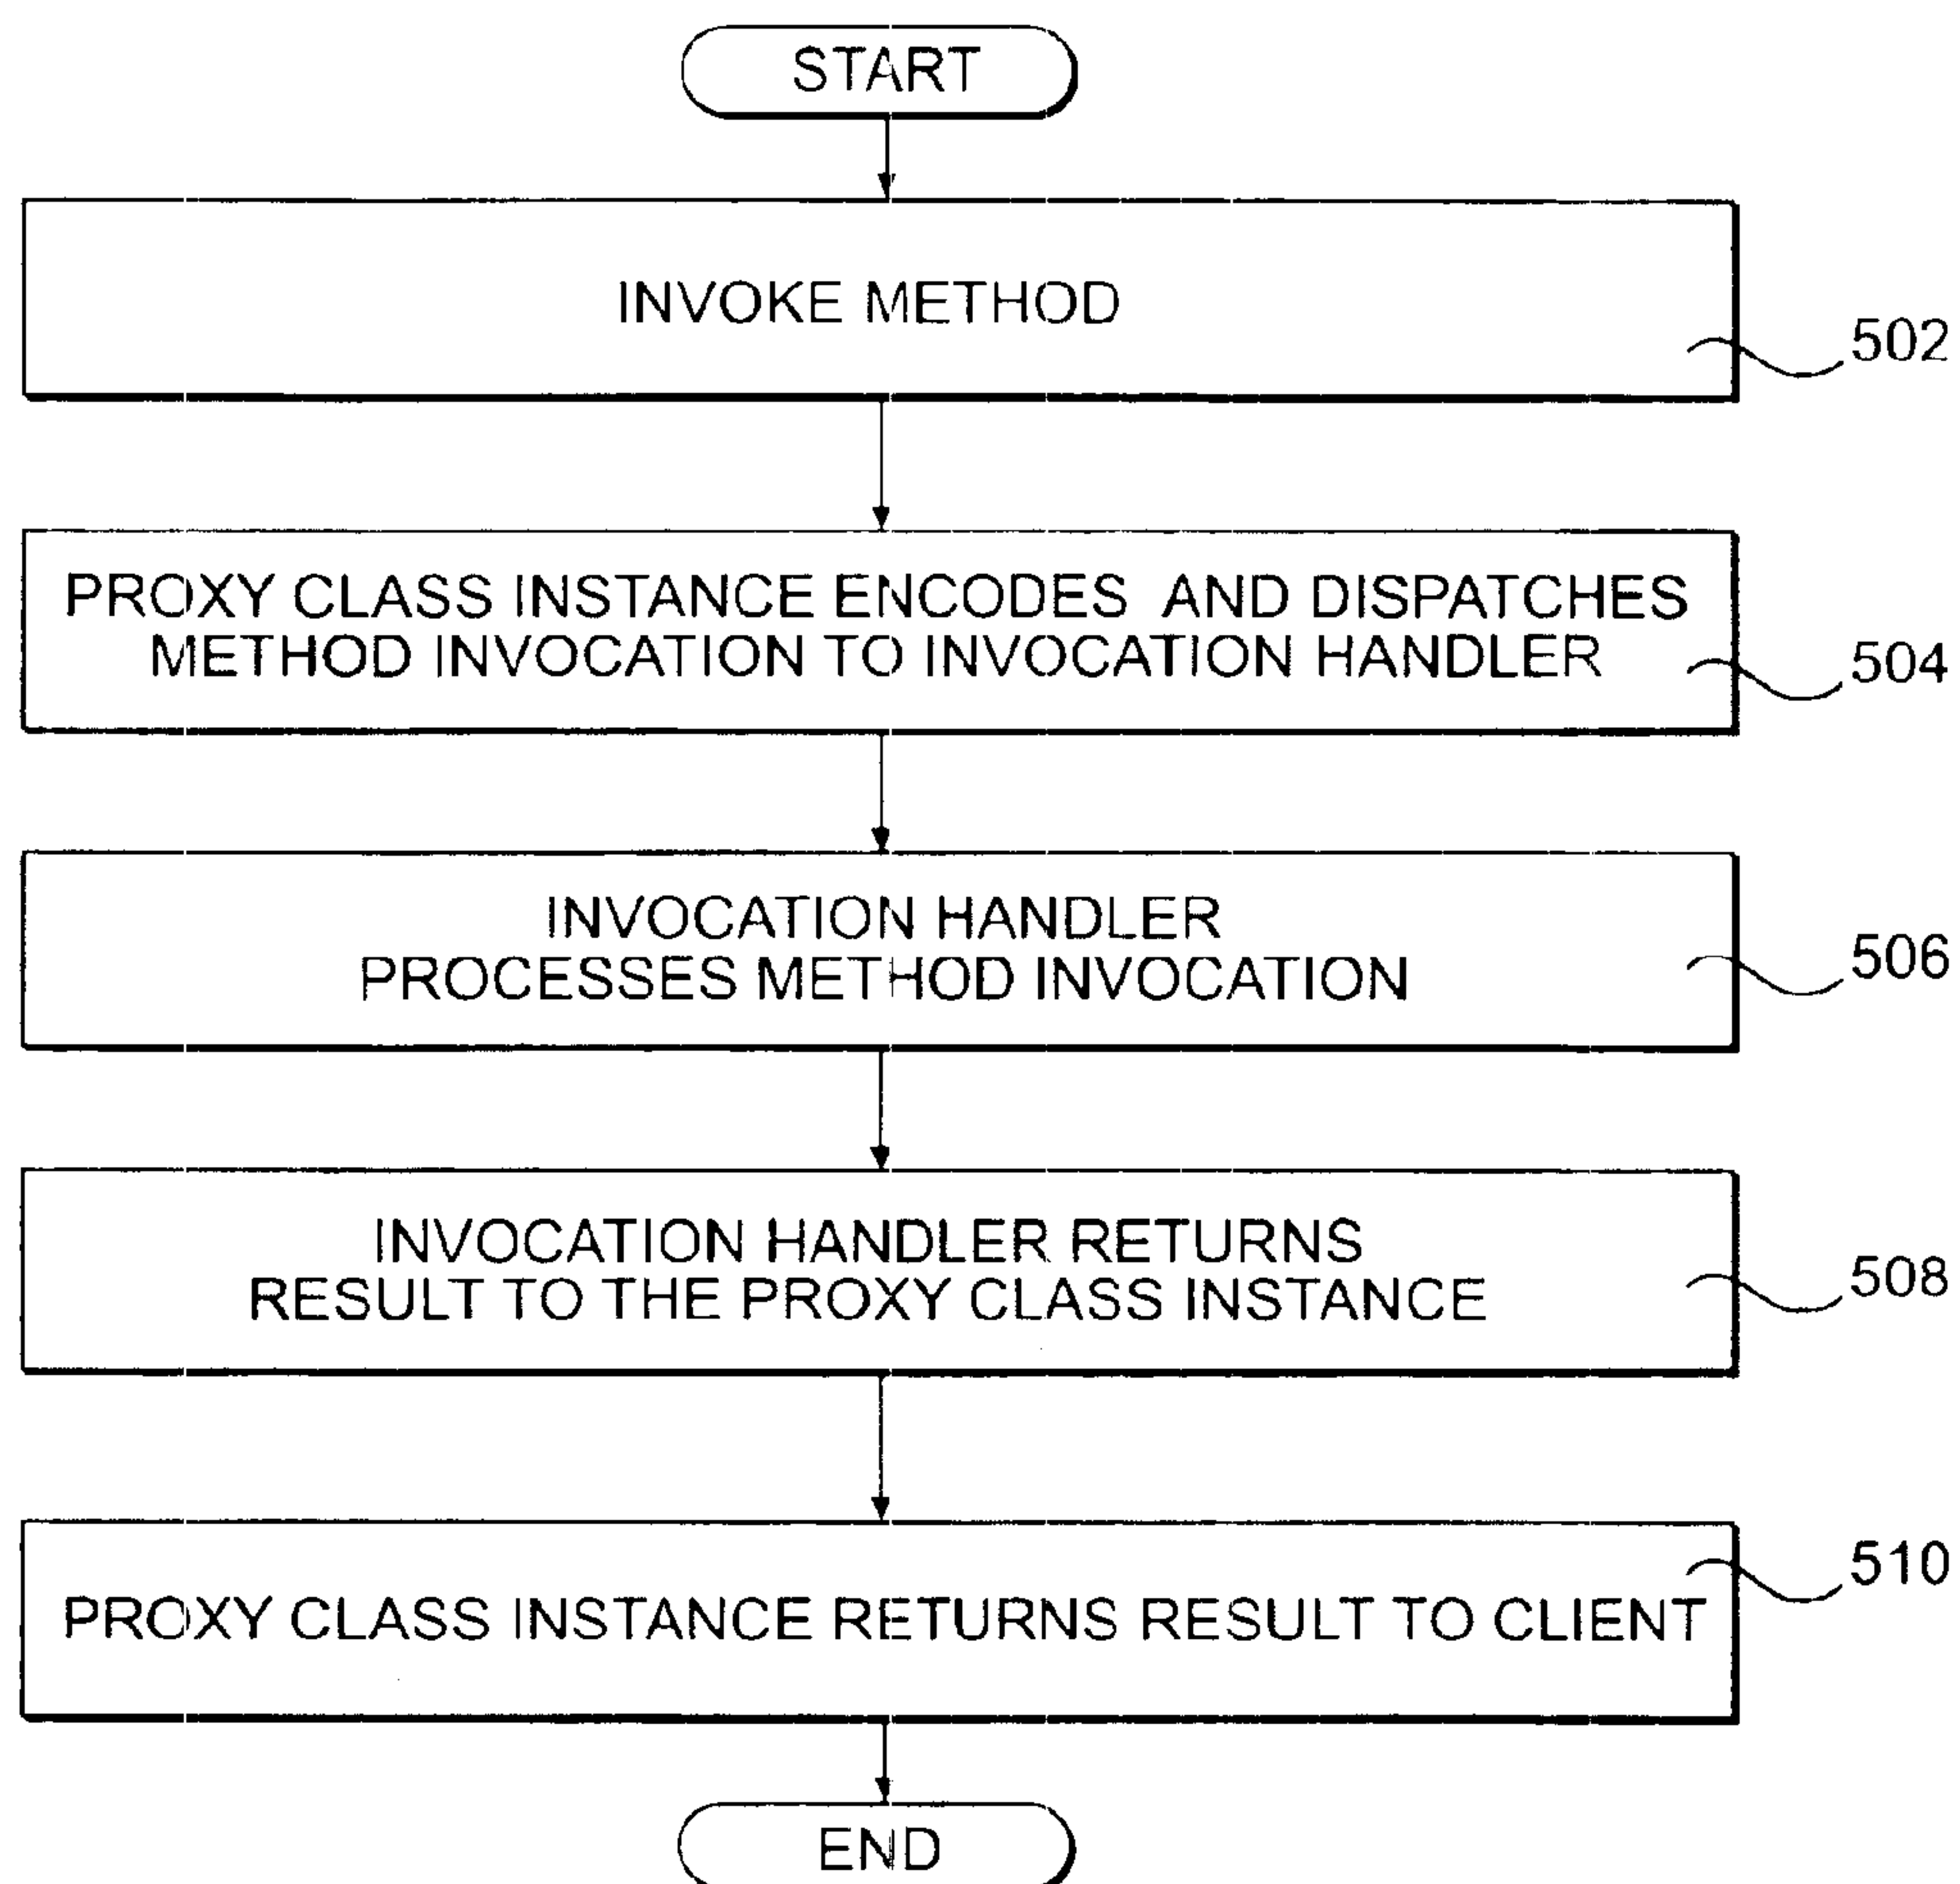 START
INVOKE METHOD
502
PROXY CLASS INSTANCE ENCODES AND DISPATCHES
METHOD INVOCATION TO INVOCATION HANDLER
504
INVOCATION HANDLER
PROCESSES METHOD INVOCATION
506
INVOCATION HANDLER RETURNS
RESULT TO THE PROXY CLASS INSTANCE
508
510
PROXY CLASS INSTANCE RETURNS RESULT TO CLIENT
END